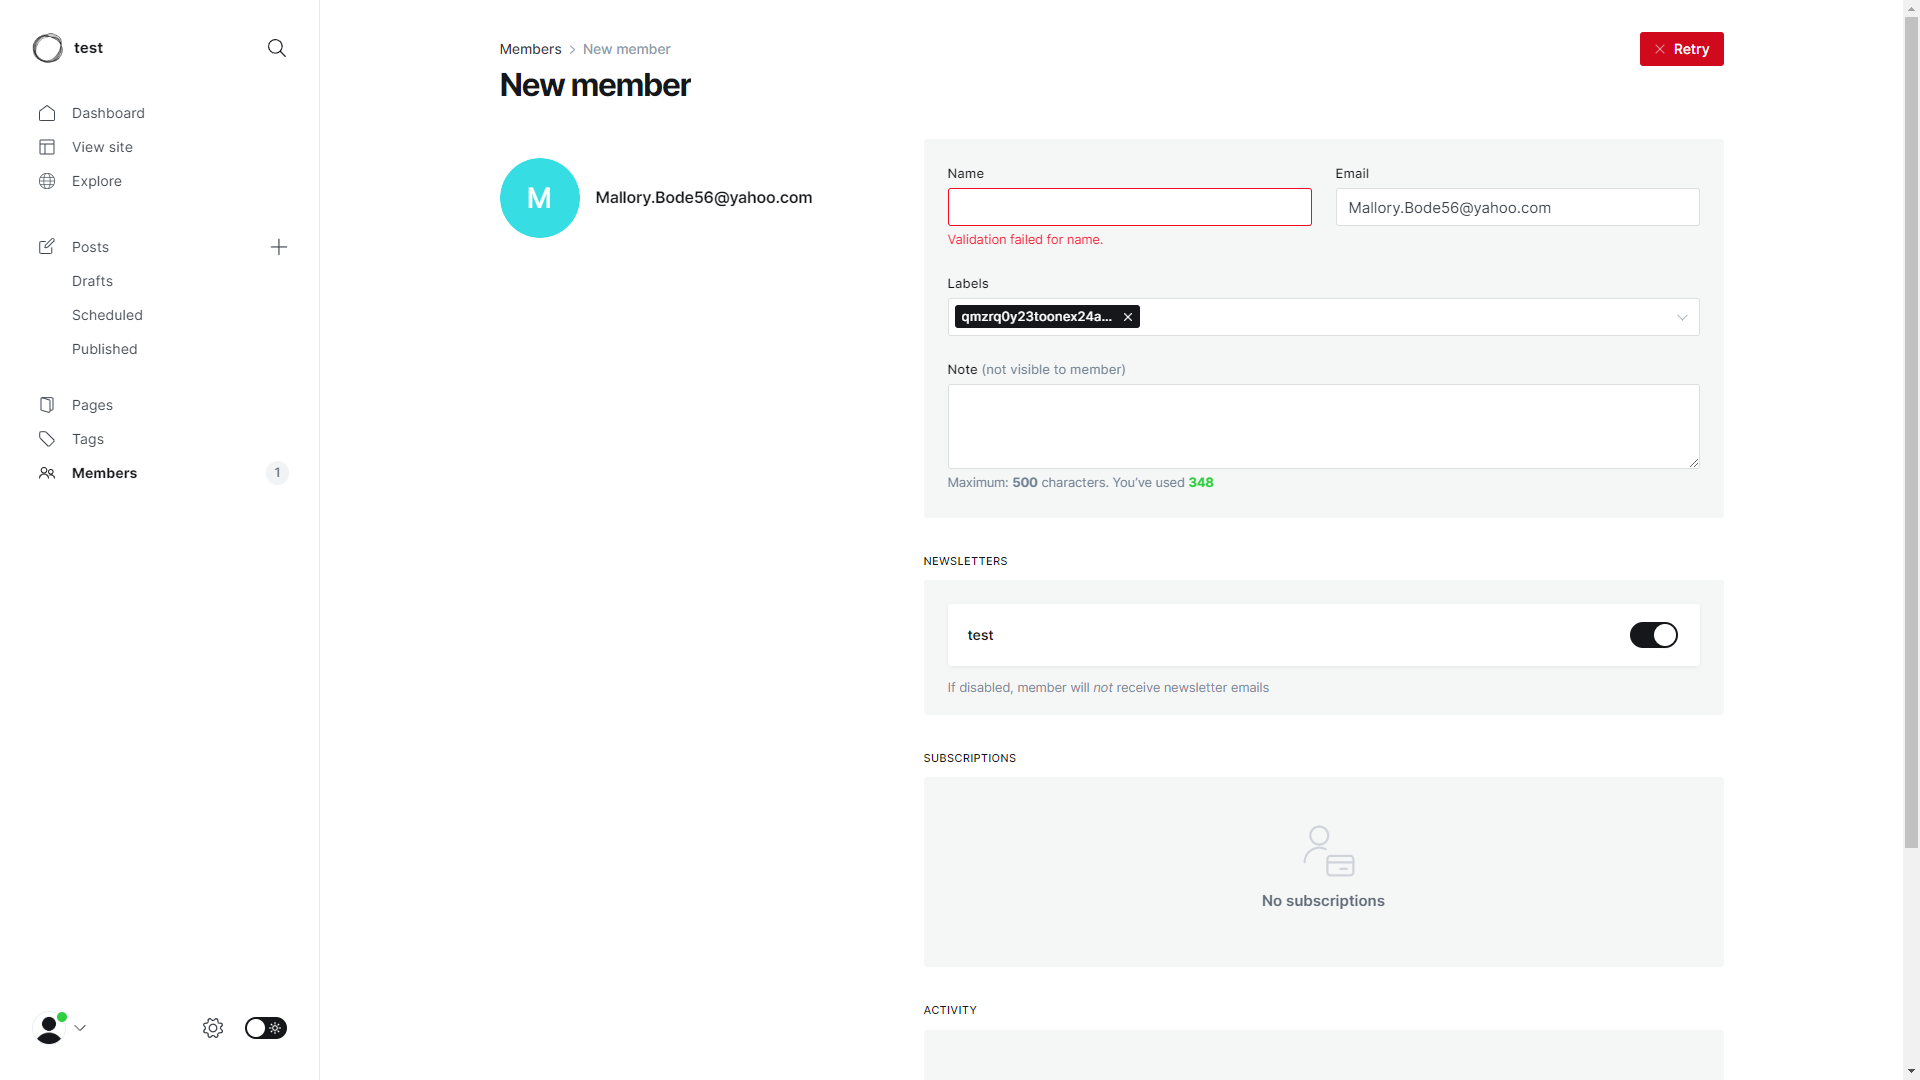 test
Dashboard
View site
Explore
Posts
Drafts
Scheduled
Published
Pages
Tags
Members
1
Members
New member
Retry
New member
M
Mallory.Bode56@yahoo.com
Name
Email
Mallory.Bode56@yahoo.com
Validation failed for name.
Labels
qmzrq0y23toonex24a...
Note (not visible to member)
Maximum: 500 characters. You’ve used 348
NEWSLETTERS
test
If disabled, member will not receive newsletter emails
SUBSCRIPTIONS
No subscriptions
ACTIVITY